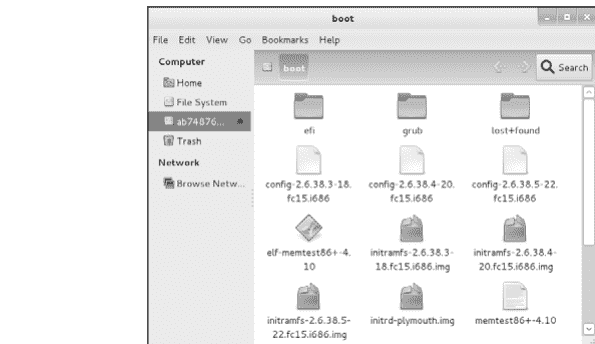 boot
File Edit View Go Bookmarks Help
Computer
Home
File System
ab74876...
Trash
Network
Browse Netw...
boot
Search
efi
grub
lost+found
config-2.6.38.3-18.
fc15.i686
config-2.6.38.4-20.
fc15.i686
config-2.6.38.5-22.
fc15.i686
elf-memtest86+-4.
10
initramfs-2.6.38.3-
18.fc15.i686.img
initramfs-2.6.38.4-
20.fc15.i686.img
initramfs-2.6.38.5-
22.fc15.i686.img
initrd-plymouth.img
memtest86+-4.10